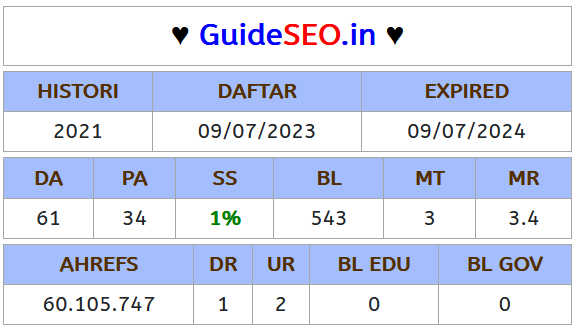 ♥ GuideSEO.in ♥
HISTORI DAFTAR EXPIRED
2021 09/07/2023 09/07/2024
DA PA SS BL MT MR
61 34 1% 543 3 3.4
AHREFS DR UR BL EDU BL GOV
60.105.747 1 2 0 0